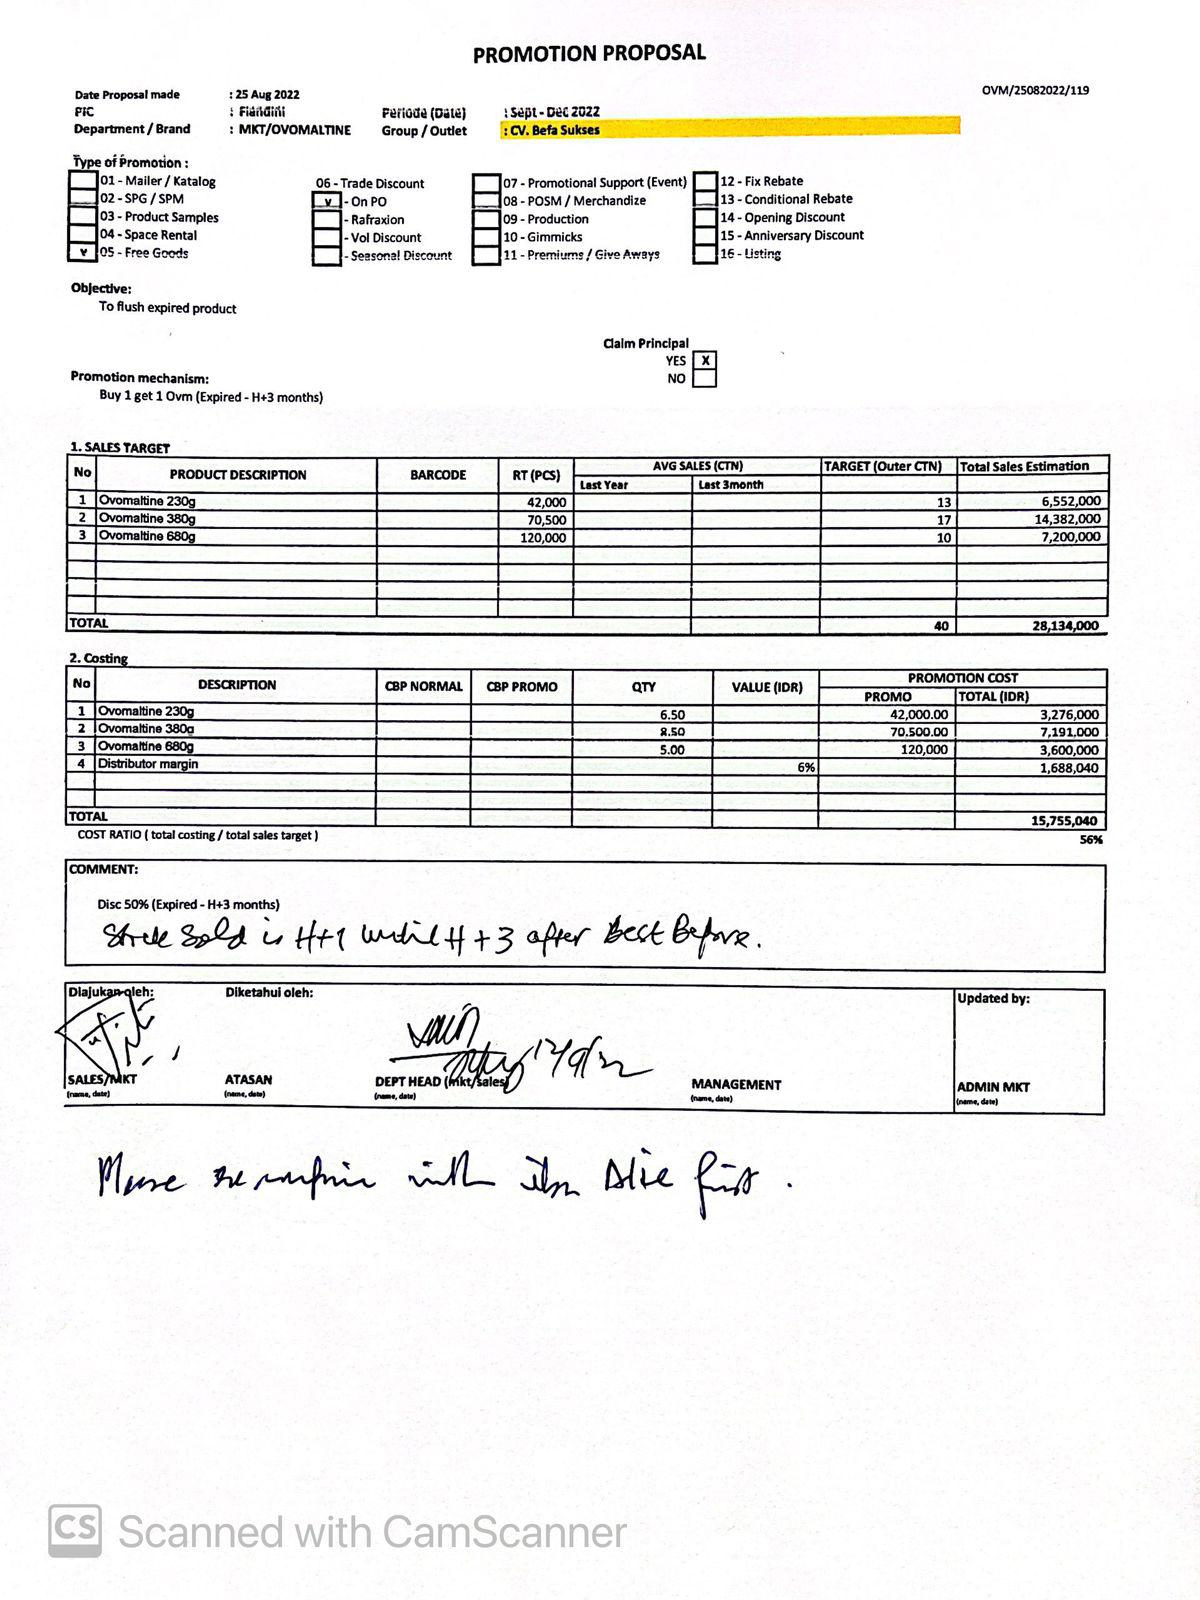 PROMOTION PROPOSAL
OVM/25082022/119
Date Proposal made : 25 Aug 2022
PIC : Fiandini Periode (Date) : Sept - Dec 2022
Department / Brand : MKT/OVOMALTINE Group / Outlet : CV. Befa Sukses
Type of Promotion :
01 - Mailer / Katalog 06 - Trade Discount 07 - Promotional Support (Event) 12 - Fix Rebate
02 - SPG / SPM v - On PO 08 - POSM / Merchandize 13 - Conditional Rebate
03 - Product Samples - Rafraxion 09 - Production 14 - Opening Discount
04 - Space Rental - Vol Discount 10 - Gimmicks 15 - Anniversary Discount
v 05 - Free Goods - Seasonal Discount 11 - Premiums / Give Aways 16 - Listing
Objective:
To flush expired product
Claim Principal
YES X
NO
Promotion mechanism:
Buy 1 get 1 Ovm (Expired - H+3 months)
1. SALES TARGET
No PRODUCT DESCRIPTION BARCODE RT (PCS) AVG SALES (CTN) TARGET (Outer CTN) Total Sales Estimation
Last Year Last 3month
1 Ovomaltine 230g 42,000 13 6,552,000
2 Ovomaltine 380g 70,500 17 14,382,000
3 Ovomaltine 680g 120,000 10 7,200,000
TOTAL 40 28,134,000
2. Costing
No DESCRIPTION CBP NORMAL CBP PROMO QTY VALUE (IDR) PROMOTION COST
PROMO TOTAL (IDR)
1 Ovomaltine 230g 6.50 42,000.00 3,276,000
2 Ovomaltine 380g 8.50 70,500.00 7,191,000
3 Ovomaltine 680g 5.00 120,000 3,600,000
4 Distributor margin 6% 1,688,040
TOTAL 15,755,040
COST RATIO ( total costing / total sales target ) 56%
COMMENT:
Disc 50% (Expired - H+3 months)
Stock Sold is H+1 until H+3 after Best Before.
Diajukan oleh: Diketahui oleh: Updated by:
SALES/MKT ATASAN DEPT HEAD (mkt/sales) MANAGEMENT ADMIN MKT
(name, date) (name, date) (name, date) (name, date) (name, date)
with first.
CS Scanned with CamScanner